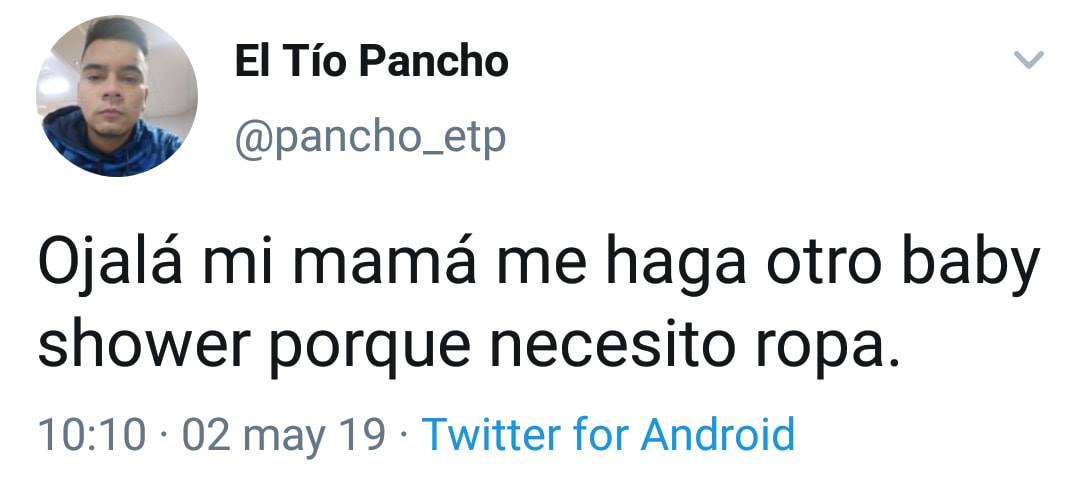 El Tío Pancho
@pancho_etp
Ojalá mi mamá me haga otro baby
shower porque necesito ropa.
10:10 · 02 may 19 · Twitter for Android